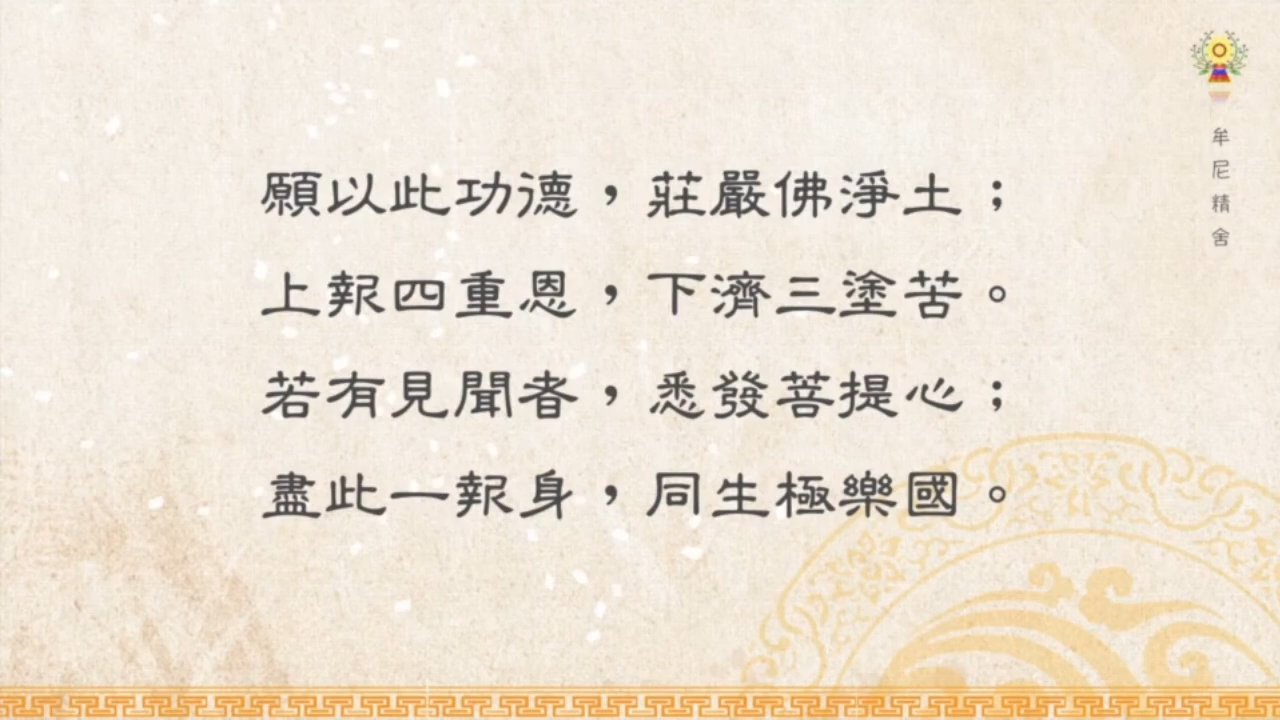 願以此功德，莊嚴佛淨土；
上報四重恩，下濟三塗苦。
若有見聞者，悉發菩提心；
盡此一報身，同生極樂國。
牟尼精舍